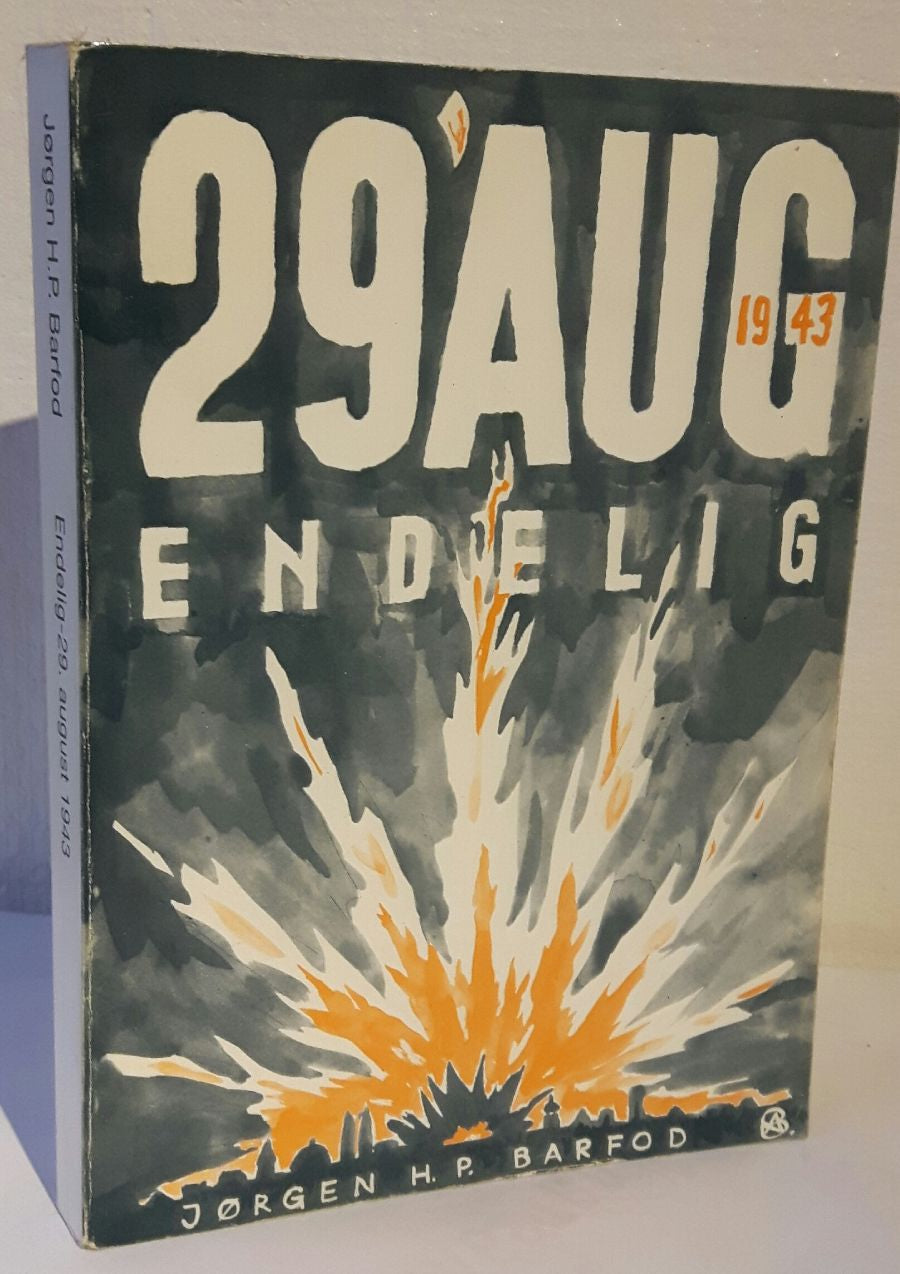 29' AUG
1943
ENDELIG
JØRGEN H.P. BARFOD
Jørgen H.P. Barfod Endelig-29. august 1943